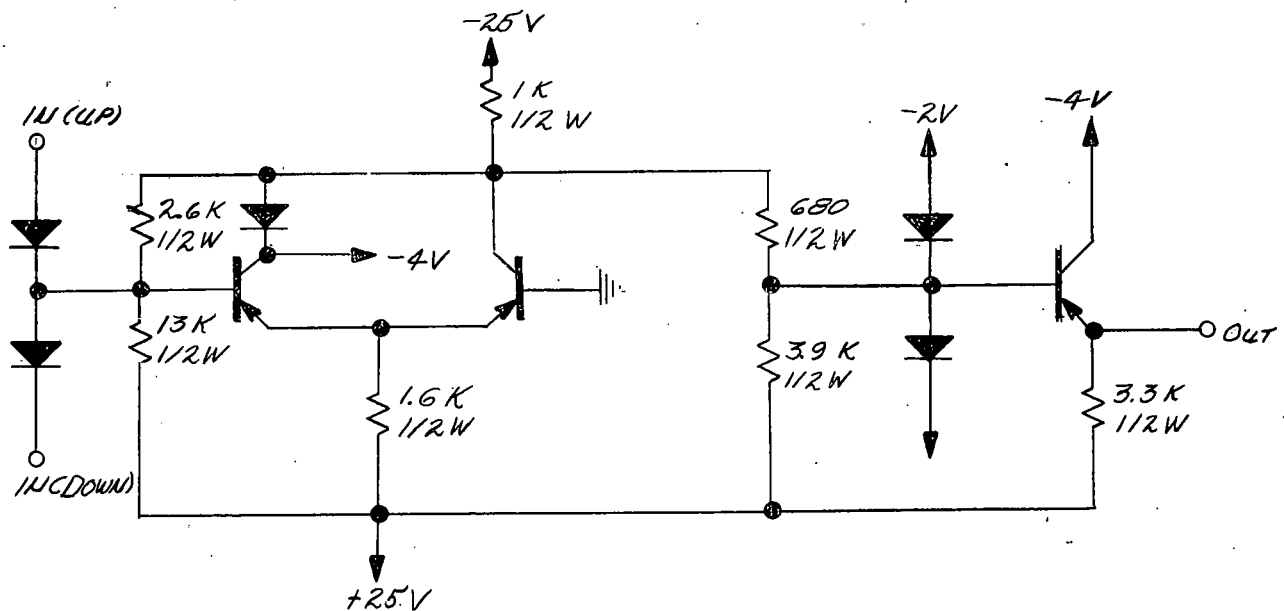 -25V
1K
1/2W
IN(UP)
-2V
-4V
2.6K
1/2W
680
1/2W
-4V
13K
1/2W
3.9K
1/2W
OUT
1.6K
1/2W
3.3K
1/2W
IN(DOWN)
+25V